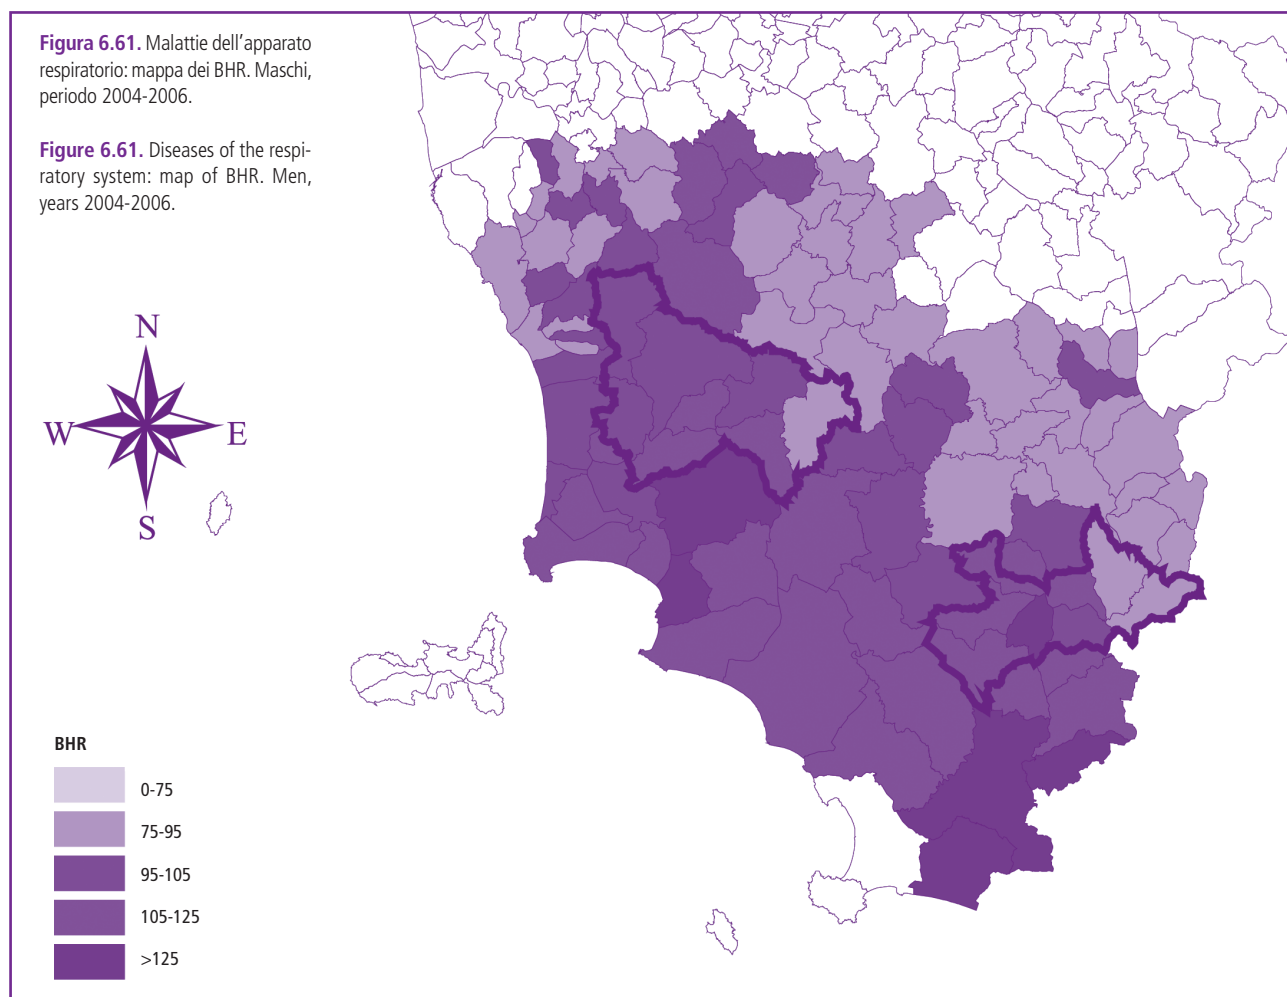 Figura 6.61. Malattie dell'apparato
respiratorio: mappa dei BHR. Maschi,
periodo 2004-2006.
Figure 6.61. Diseases of the respi-
ratory system: map of BHR. Men,
years 2004-2006.
N
W E
S
BHR
0-75
75-95
95-105
105-125
>125